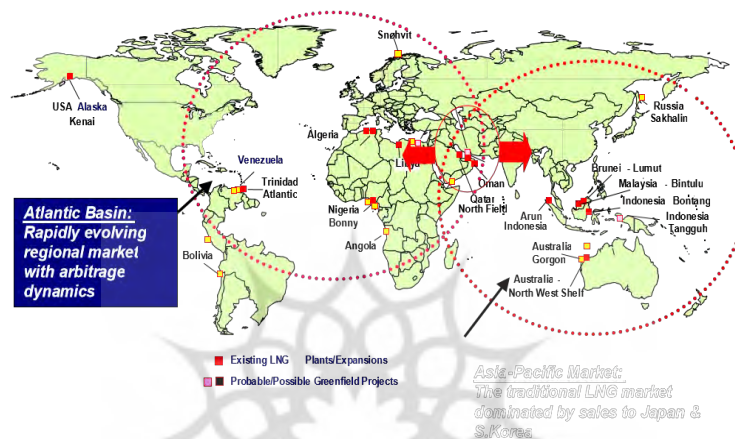 Snøhvit
USA Alaska
Kenai
Russia
Sakhalin
Algeria
Libya
Venezuela
Trinidad
Atlantic
Oman
Qatar
North Field
Brunei - Lumut
Malaysia - Bintulu
Indonesia Bontang
Indonesia
Tangguh
Arun
Indonesia
Nigeria
Bonny
Angola
Bolivia
Australia
Gorgon
Australia -
North West Shelf
Atlantic Basin:
Rapidly evolving
regional market
with arbitrage
dynamics
Existing LNG Plants/Expansions
Probable/Possible Greenfield Projects
Asia-Pacific Market:
The traditional LNG market
dominated by sales to Japan &
S.Korea